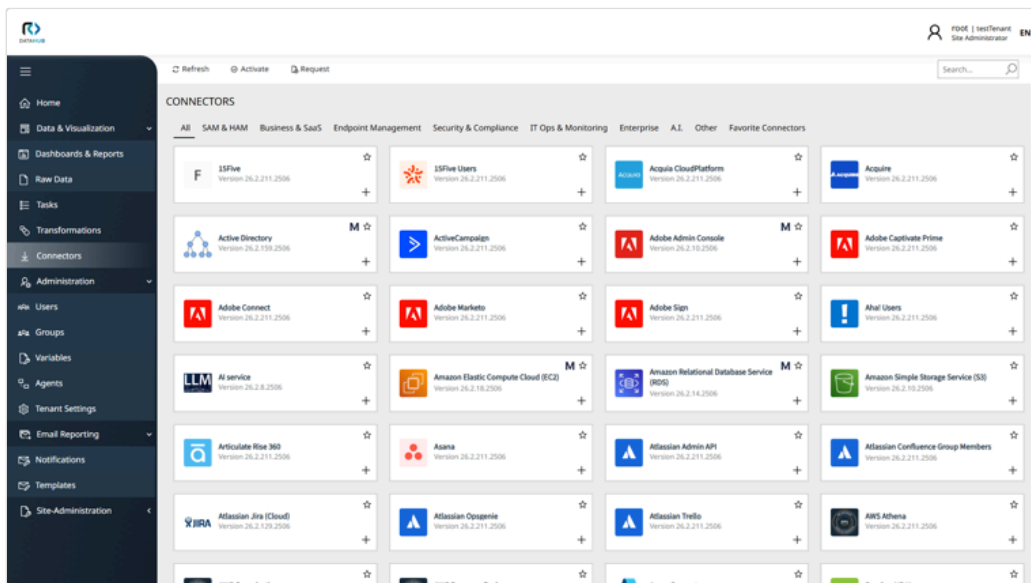 DATAHUB
root | testTenant
Site Administrator
EN
Refresh Activate Request
Search...
Home
Data & Visualization
Dashboards & Reports
Raw Data
Tasks
Transformations
Connectors
Administration
Users
Groups
Variables
Agents
Tenant Settings
Email Reporting
Notifications
Templates
Site-Administration
CONNECTORS
All SAM & HAM Business & SaaS Endpoint Management Security & Compliance IT Ops & Monitoring Enterprise A.I. Other Favorite Connectors
F
15Five
Version 26.2.211.2506
15Five Users
Version 26.2.211.2506
ACQUIA
Acquia CloudPlatform
Version 26.2.211.2506
Acquire
Version 26.2.211.2506
Active Directory
Version 26.2.159.2506
M
ActiveCampaign
Version 26.2.211.2506
Adobe Admin Console
Version 26.2.10.2506
M
Adobe Captivate Prime
Version 26.2.211.2506
Adobe Connect
Version 26.2.211.2506
Adobe Marketo
Version 26.2.211.2506
Adobe Sign
Version 26.2.211.2506
Aha! Users
Version 26.2.211.2506
LLM
AI service
Version 26.2.8.2506
Amazon Elastic Compute Cloud (EC2)
Version 26.2.18.2506
M
Amazon Relational Database Service
(RDS)
Version 26.2.14.2506
M
Amazon Simple Storage Service (S3)
Version 26.2.10.2506
Articulate Rise 360
Version 26.2.211.2506
Asana
Version 26.2.211.2506
Atlassian Admin API
Version 26.2.211.2506
Atlassian Confluence Group Members
Version 26.2.211.2506
JIRA
Atlassian Jira (Cloud)
Version 26.2.129.2506
Atlassian Opsgenie
Version 26.2.211.2506
Atlassian Trello
Version 26.2.211.2506
AWS Athena
Version 26.2.211.2506